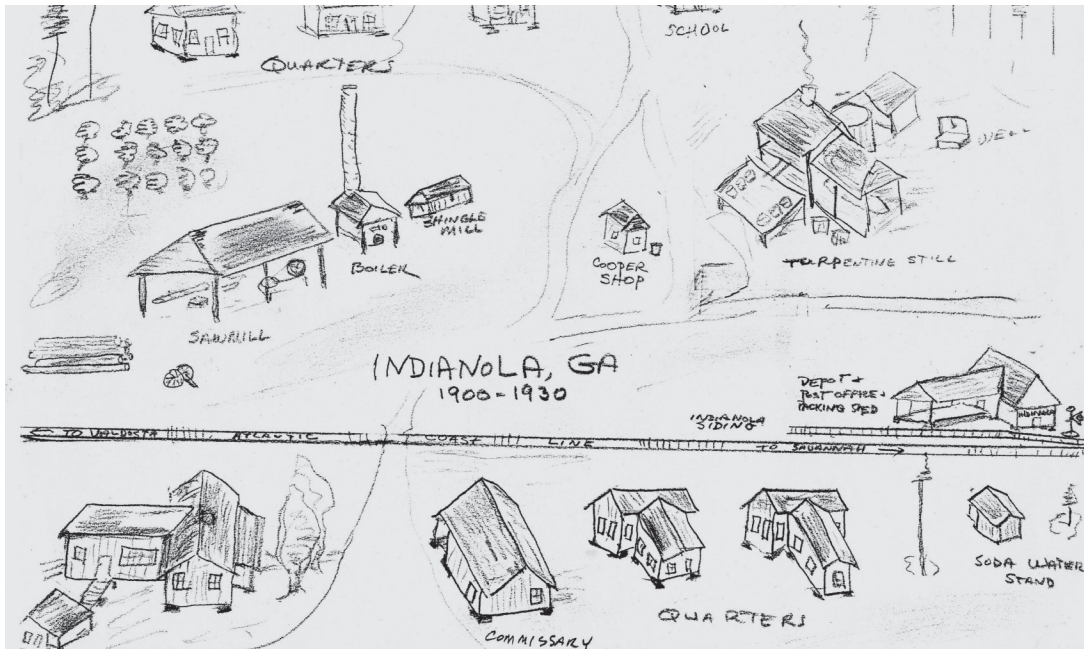 SCHOOL
QUARTERS
WELL
SHINGLE
MILL
BOILER
COOPER
SHOP
TURPENTINE STILL
SAWMILL
INDIANOLA, GA
1900-1930
DEPOT +
POST OFFICE +
PACKING SHED
INDIANOLA
INDIANOLA
SIDING
← TO VALDOSTA ATLANTIC COAST LINE TO SAVANNAH →
SODA WATER
STAND
QUARTERS
COMMISSARY